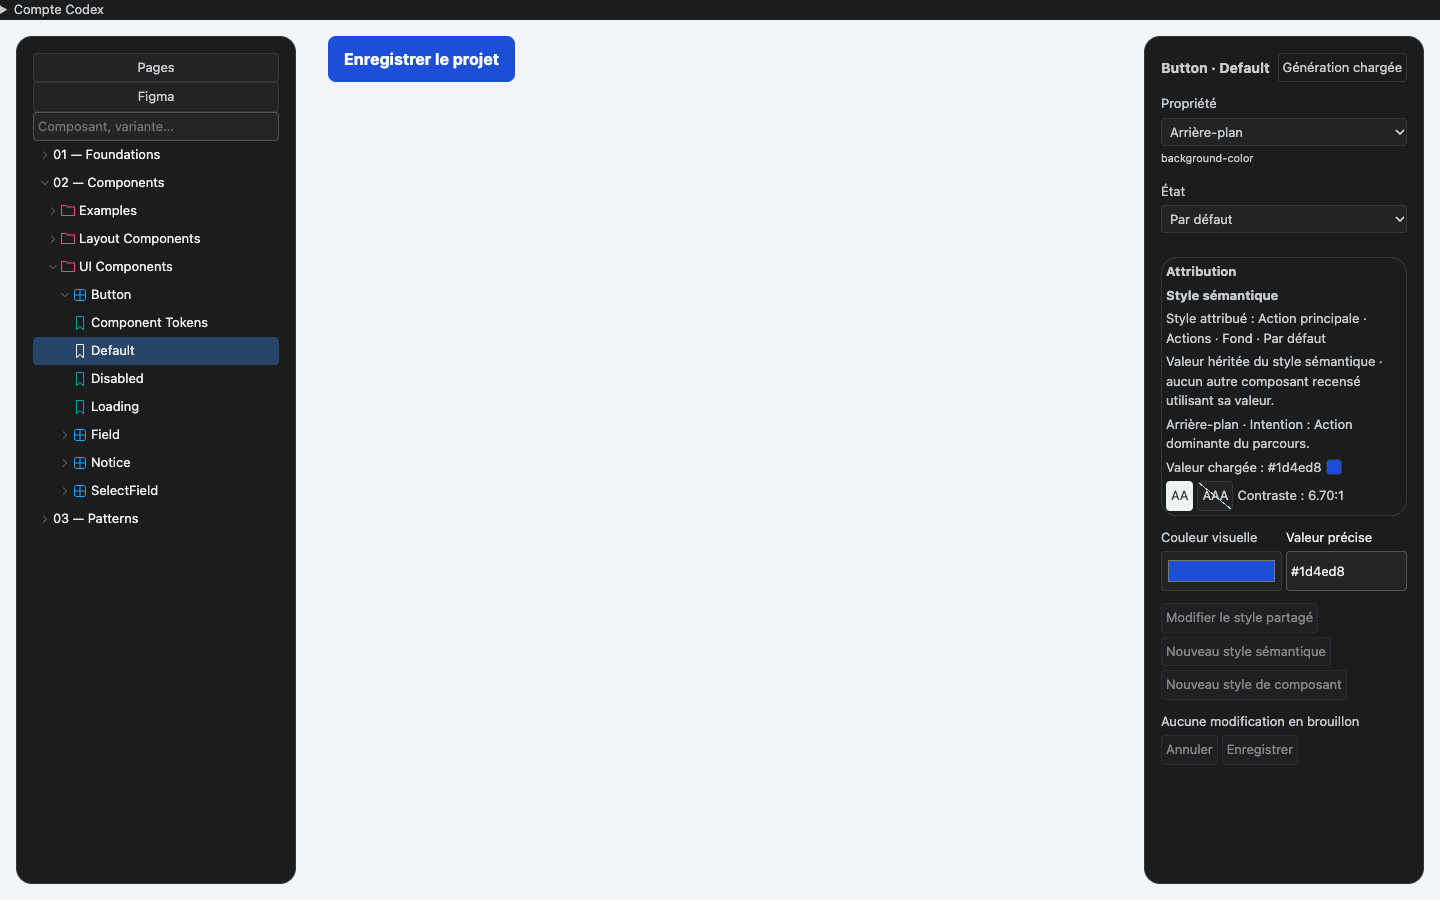 Compte Codex
Pages
Figma
Composant, variante...
01 — Foundations
02 — Components
Examples
Layout Components
UI Components
Button
Component Tokens
Default
Disabled
Loading
Field
Notice
SelectField
03 — Patterns
Enregistrer le projet
Button · Default
Génération chargée
Propriété
Arrière-plan
background-color
État
Par défaut
Attribution
Style sémantique
Style attribué : Action principale ·
Actions · Fond · Par défaut
Valeur héritée du style sémantique ·
aucun autre composant recensé
utilisant sa valeur.
Arrière-plan · Intention : Action
dominante du parcours.
Valeur chargée : #1d4ed8
AA AAA Contraste : 6.70:1
Couleur visuelle Valeur précise
#1d4ed8
Modifier le style partagé
Nouveau style sémantique
Nouveau style de composant
Aucune modification en brouillon
Annuler Enregistrer